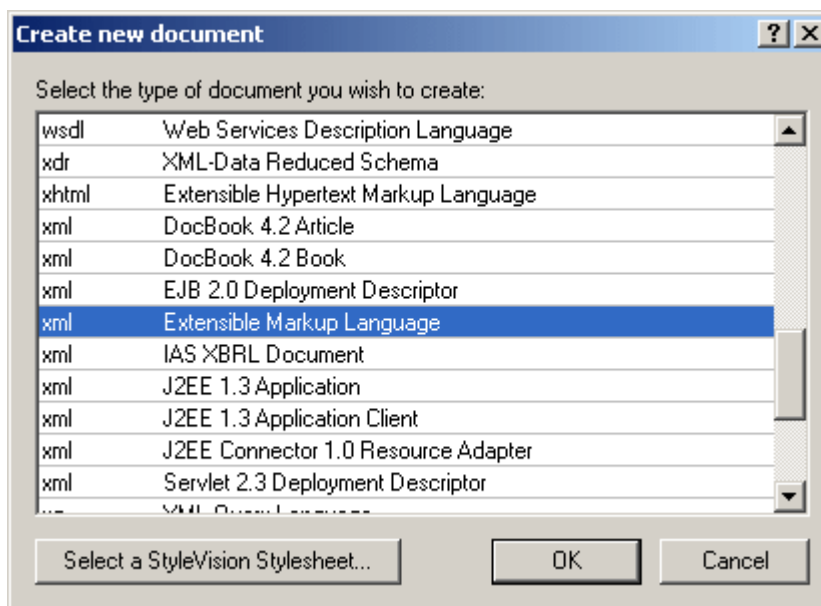 Create new document
Select the type of document you wish to create:
wsdl Web Services Description Language
xdr XML-Data Reduced Schema
xhtml Extensible Hypertext Markup Language
xml DocBook 4.2 Article
xml DocBook 4.2 Book
xml EJB 2.0 Deployment Descriptor
xml Extensible Markup Language
xml IAS XBRL Document
xml J2EE 1.3 Application
xml J2EE 1.3 Application Client
xml J2EE Connector 1.0 Resource Adapter
xml Servlet 2.3 Deployment Descriptor
XML Query Language
Select a StyleVision Stylesheet... OK Cancel